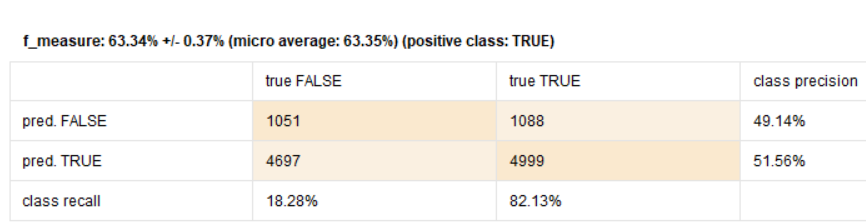 f_measure: 63.34% +/- 0.37% (micro average: 63.35%) (positive class: TRUE)
true FALSE true TRUE class precision
pred. FALSE 1051 1088 49.14%
pred. TRUE 4697 4999 51.56%
class recall 18.28% 82.13%